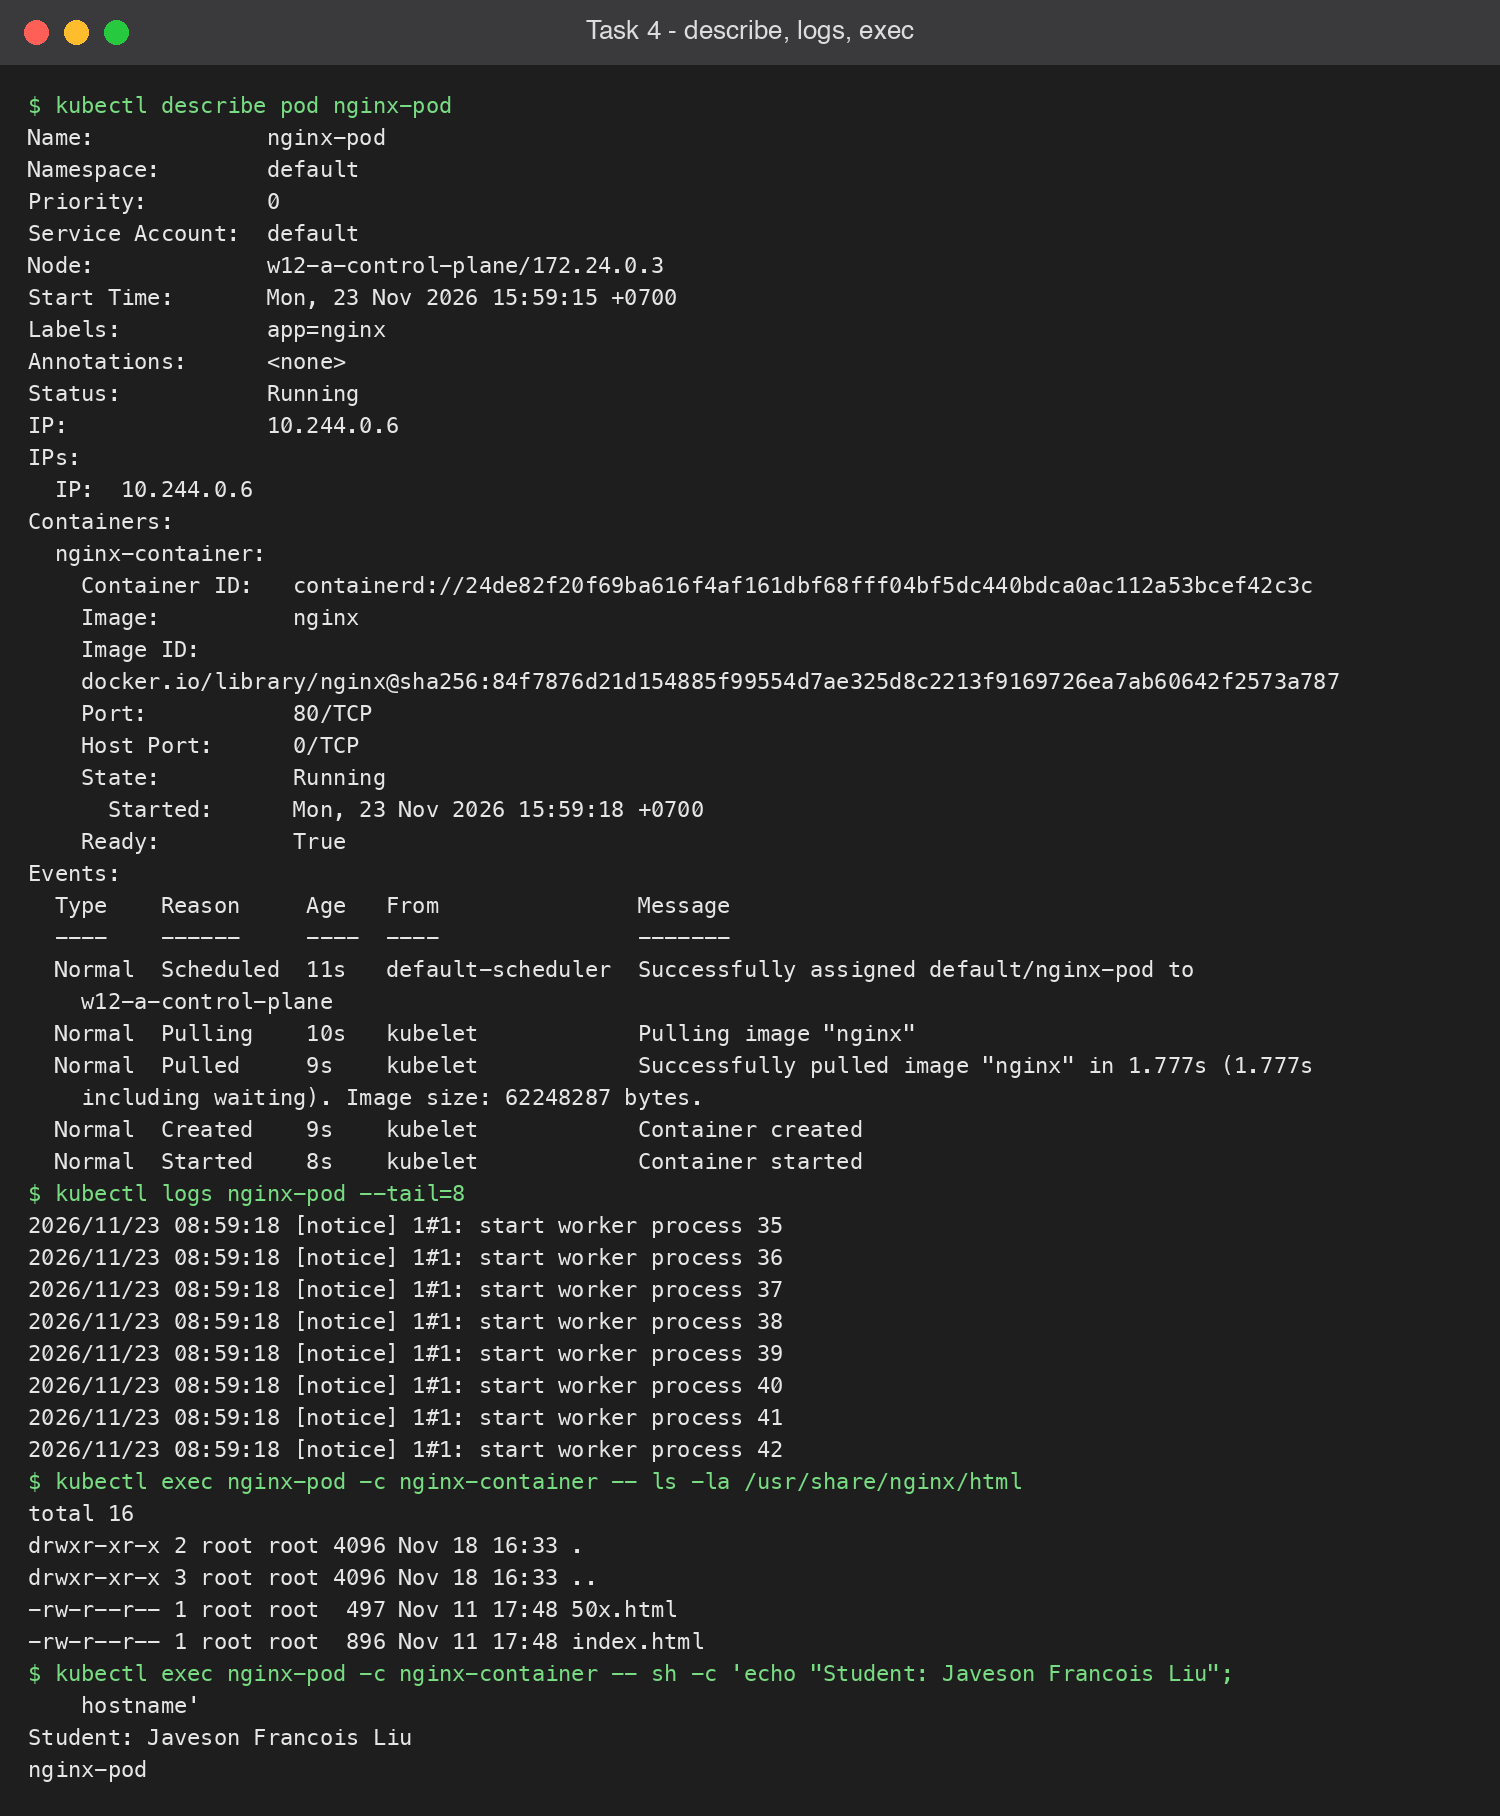 Task 4 - describe, logs, exec
$ kubectl describe pod nginx-pod
Name:             nginx-pod
Namespace:        default
Priority:         0
Service Account:  default
Node:             w12-a-control-plane/172.24.0.3
Start Time:       Mon, 23 Nov 2026 15:59:15 +0700
Labels:           app=nginx
Annotations:      <none>
Status:           Running
IP:               10.244.0.6
IPs:
  IP:  10.244.0.6
Containers:
  nginx-container:
    Container ID:   containerd://24de82f20f69ba616f4af161dbf68fff04bf5dc440bdca0ac112a53bcef42c3c
    Image:          nginx
    Image ID:
    docker.io/library/nginx@sha256:84f7876d21d154885f99554d7ae325d8c2213f9169726ea7ab60642f2573a787
    Port:           80/TCP
    Host Port:      0/TCP
    State:          Running
      Started:      Mon, 23 Nov 2026 15:59:18 +0700
    Ready:          True
Events:
  Type    Reason     Age   From               Message
  ----    ------     ----  ----               -------
  Normal  Scheduled  11s   default-scheduler  Successfully assigned default/nginx-pod to
    w12-a-control-plane
  Normal  Pulling    10s   kubelet            Pulling image "nginx"
  Normal  Pulled     9s    kubelet            Successfully pulled image "nginx" in 1.777s (1.777s
    including waiting). Image size: 62248287 bytes.
  Normal  Created    9s    kubelet            Container created
  Normal  Started    8s    kubelet            Container started
$ kubectl logs nginx-pod --tail=8
2026/11/23 08:59:18 [notice] 1#1: start worker process 35
2026/11/23 08:59:18 [notice] 1#1: start worker process 36
2026/11/23 08:59:18 [notice] 1#1: start worker process 37
2026/11/23 08:59:18 [notice] 1#1: start worker process 38
2026/11/23 08:59:18 [notice] 1#1: start worker process 39
2026/11/23 08:59:18 [notice] 1#1: start worker process 40
2026/11/23 08:59:18 [notice] 1#1: start worker process 41
2026/11/23 08:59:18 [notice] 1#1: start worker process 42
$ kubectl exec nginx-pod -c nginx-container -- ls -la /usr/share/nginx/html
total 16
drwxr-xr-x 2 root root 4096 Nov 18 16:33 .
drwxr-xr-x 3 root root 4096 Nov 18 16:33 ..
-rw-r--r-- 1 root root  497 Nov 11 17:48 50x.html
-rw-r--r-- 1 root root  896 Nov 11 17:48 index.html
$ kubectl exec nginx-pod -c nginx-container -- sh -c 'echo "Student: Javeson Francois Liu";
    hostname'
Student: Javeson Francois Liu
nginx-pod